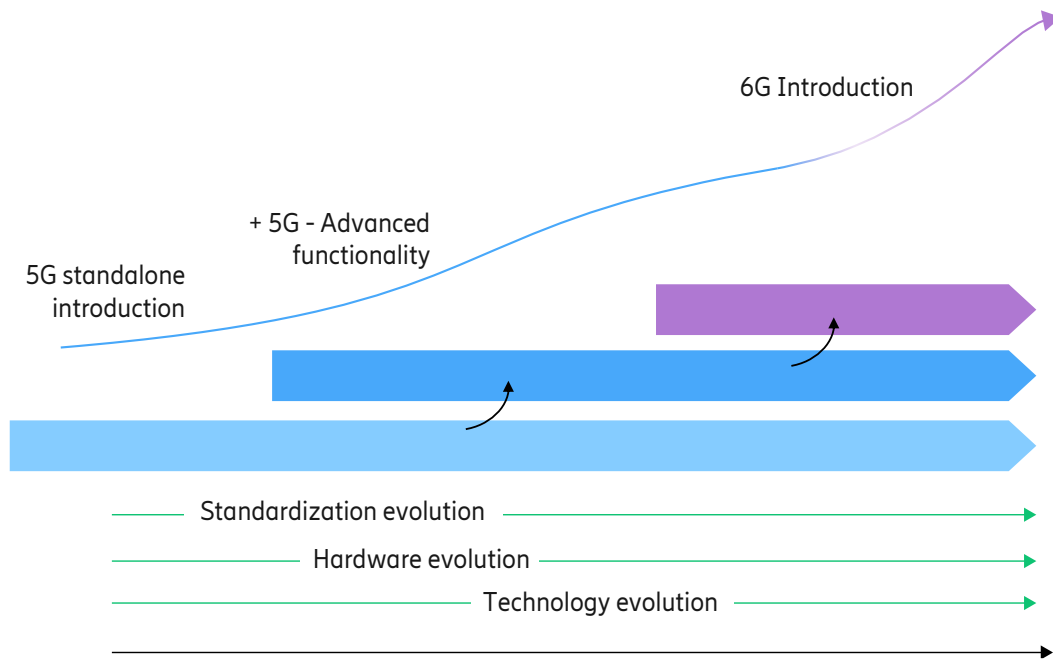 6G Introduction
+ 5G - Advanced
functionality
5G standalone
introduction
Standardization evolution
Hardware evolution
Technology evolution